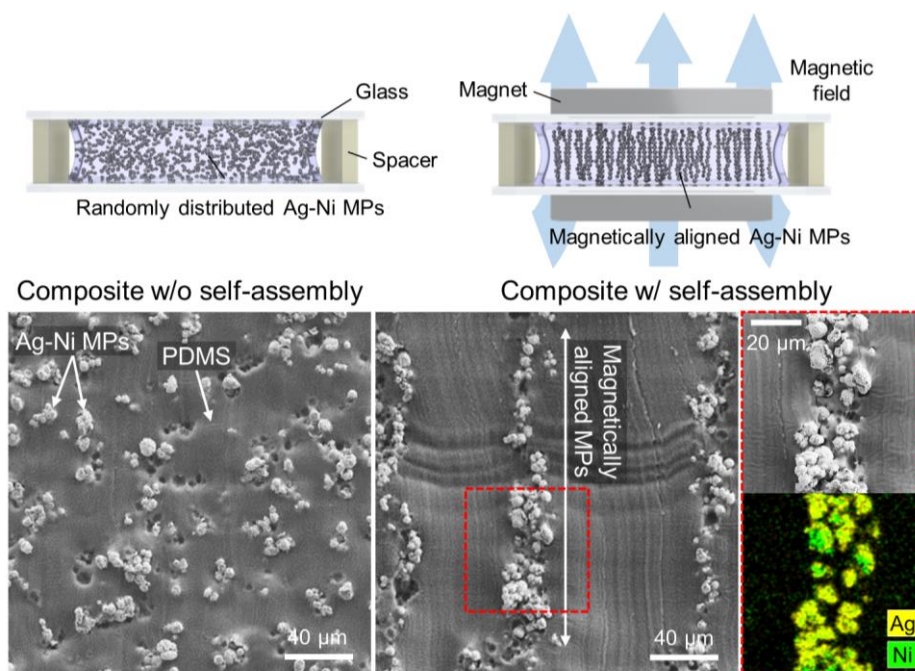 Glass
Spacer
Randomly distributed Ag-Ni MPs
Magnet
Magnetic
field
Magnetically aligned Ag-Ni MPs
Composite w/o self-assembly
Composite w/ self-assembly
Ag-Ni MPs
PDMS
40 μm
Magnetically
aligned MPs
40 μm
20 μm
Ag
Ni